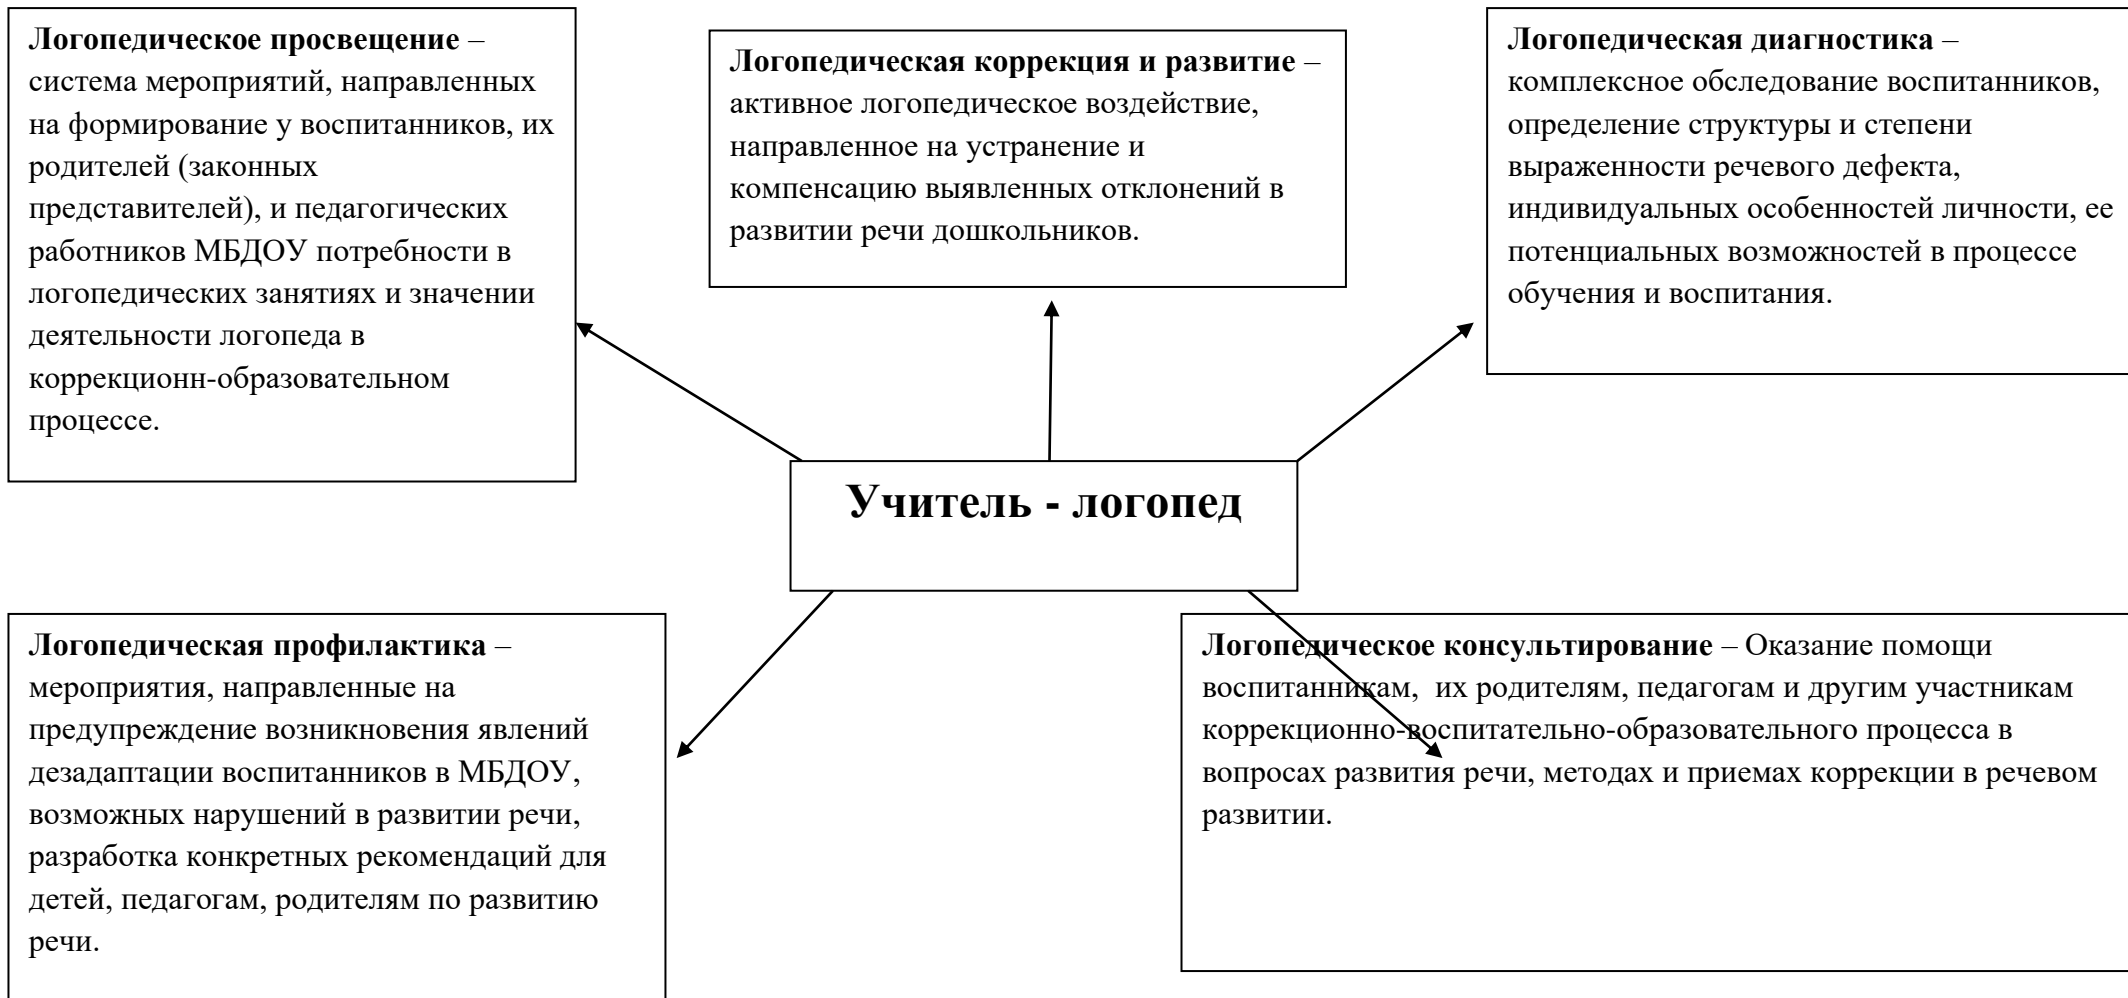 Логопедическое просвещение –
система мероприятий, направленных
на формирование у воспитанников, их
родителей (законных
представителей), и педагогических
работников МБДОУ потребности в
логопедических занятиях и значении
деятельности логопеда в
коррекционн-образовательном
процессе.
Логопедическая коррекция и развитие –
активное логопедическое воздействие,
направленное на устранение и
компенсацию выявленных отклонений в
развитии речи дошкольников.
Логопедическая диагностика –
комплексное обследование воспитанников,
определение структуры и степени
выраженности речевого дефекта,
индивидуальных особенностей личности, ее
потенциальных возможностей в процессе
обучения и воспитания.
Учитель - логопед
Логопедическая профилактика –
мероприятия, направленные на
предупреждение возникновения явлений
дезадаптации воспитанников в МБДОУ,
возможных нарушений в развитии речи,
разработка конкретных рекомендаций для
детей, педагогам, родителям по развитию
речи.
Логопедическое консультирование – Оказание помощи
воспитанникам,  их родителям, педагогам и другим участникам
коррекционно-воспитательно-образовательного процесса в
вопросах развития речи, методах и приемах коррекции в речевом
развитии.